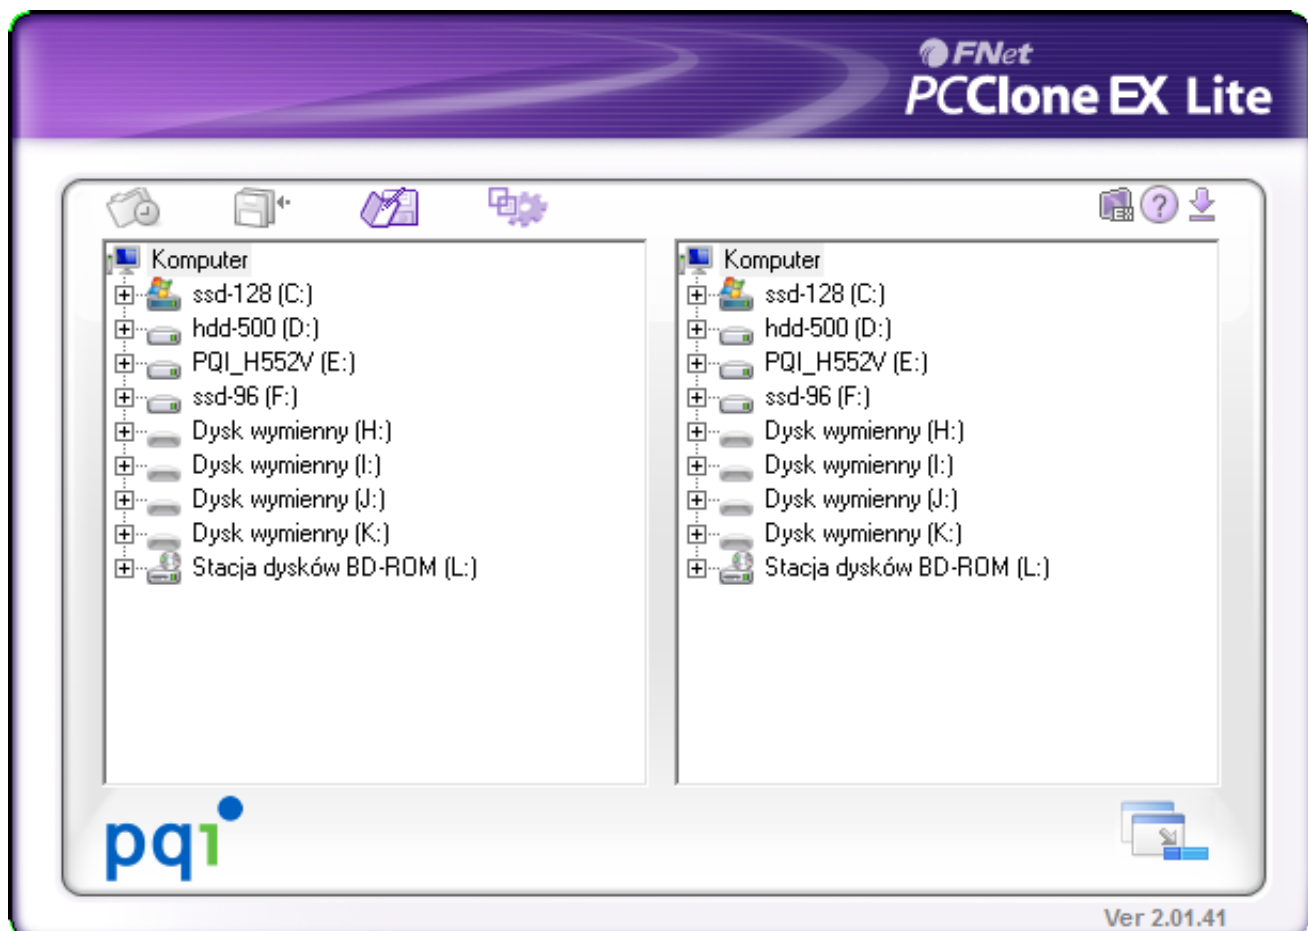 FNet
PCClone EX Lite
EX
?
Komputer
ssd-128 (C:)
hdd-500 (D:)
PQI_H552V (E:)
ssd-96 (F:)
Dysk wymienny (H:)
Dysk wymienny (I:)
Dysk wymienny (J:)
Dysk wymienny (K:)
Stacja dysków BD-ROM (L:)
Komputer
ssd-128 (C:)
hdd-500 (D:)
PQI_H552V (E:)
ssd-96 (F:)
Dysk wymienny (H:)
Dysk wymienny (I:)
Dysk wymienny (J:)
Dysk wymienny (K:)
Stacja dysków BD-ROM (L:)
pqi
Ver 2.01.41